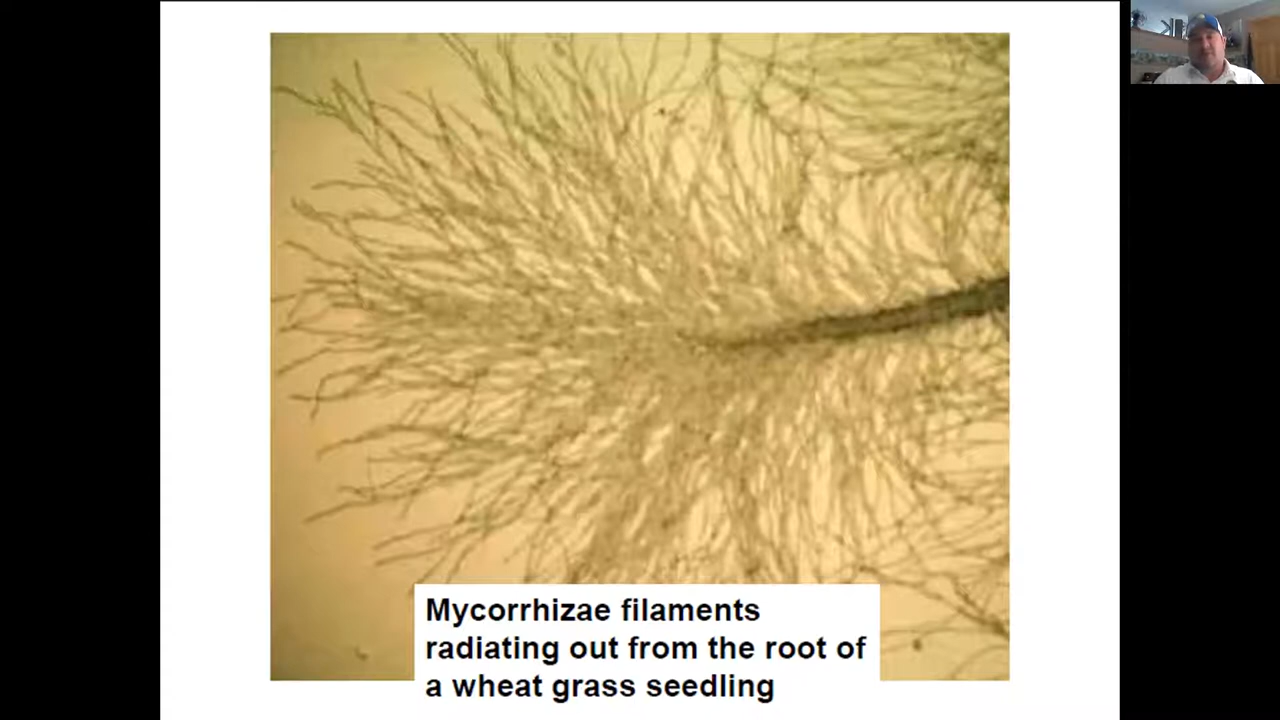 Mycorrhizae filaments
radiating out from the root of
a wheat grass seedling